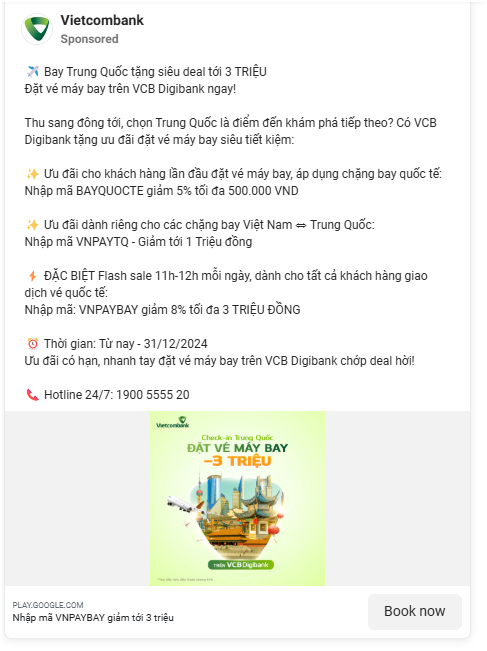 Vietcombank
Sponsored
✈️ Bay Trung Quốc tặng siêu deal tới 3 TRIỆU
Đặt vé máy bay trên VCB Digibank ngay!
Thu sang đông tới, chọn Trung Quốc là điểm đến khám phá tiếp theo? Có VCB
Digibank tặng ưu đãi đặt vé máy bay siêu tiết kiệm:
✨ Ưu đãi cho khách hàng lần đầu đặt vé máy bay, áp dụng chặng bay quốc tế:
Nhập mã BAYQUOCTE giảm 5% tối đa 500.000 VND
✨ Ưu đãi dành riêng cho các chặng bay Việt Nam ⇔ Trung Quốc:
Nhập mã VNPAYTQ - Giảm tới 1 Triệu đồng
⚡ ĐẶC BIỆT Flash sale 11h-12h mỗi ngày, dành cho tất cả khách hàng giao
dịch vé quốc tế:
Nhập mã: VNPAYBAY giảm 8% tối đa 3 TRIỆU ĐỒNG
⏰ Thời gian: Từ nay - 31/12/2024
Ưu đãi có hạn, nhanh tay đặt vé máy bay trên VCB Digibank chớp deal hời!
📞 Hotline 24/7: 1900 5555 20
Vietcombank
Check-in Trung Quốc
ĐẶT VÉ MÁY BAY
–3 TRIỆU
TRÊN VCB Digibank
PLAY.GOOGLE.COM
Nhập mã VNPAYBAY giảm tới 3 triệu
Book now